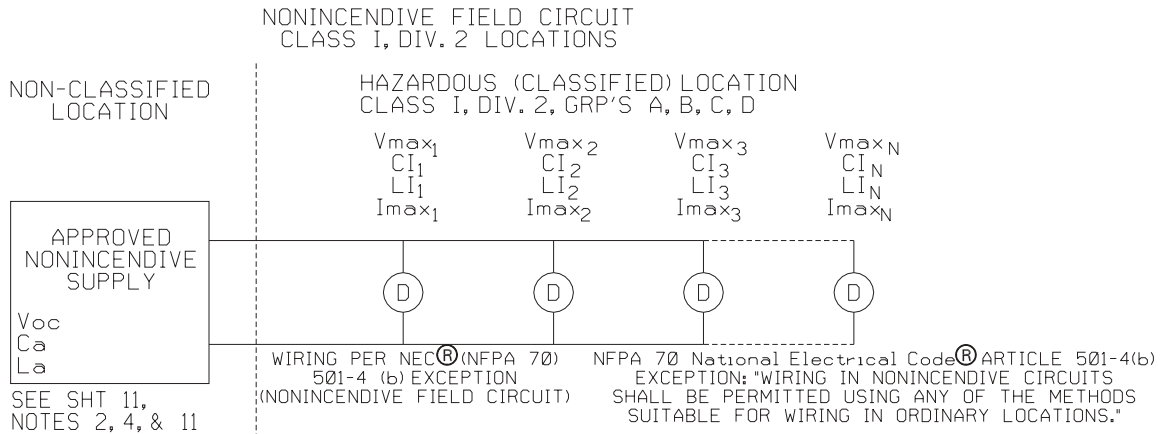 NONINCENDIVE FIELD CIRCUIT
CLASS I, DIV. 2 LOCATIONS
NON-CLASSIFIED
LOCATION
HAZARDOUS (CLASSIFIED) LOCATION
CLASS I, DIV. 2, GRP'S A, B, C, D
Vmax1
CI1
LI1
Imax1
Vmax2
CI2
LI2
Imax2
Vmax3
CI3
LI3
Imax3
VmaxN
CIN
LIN
ImaxN
APPROVED
NONINCENDIVE
SUPPLY
Voc
Ca
La
D
D
D
D
SEE SHT 11,
NOTES 2, 4, & 11
WIRING PER NEC® (NFPA 70)
501-4 (b) EXCEPTION
(NONINCENDIVE FIELD CIRCUIT)
NFPA 70 National Electrical Code® ARTICLE 501-4(b)
EXCEPTION: "WIRING IN NONINCENDIVE CIRCUITS
SHALL BE PERMITTED USING ANY OF THE METHODS
SUITABLE FOR WIRING IN ORDINARY LOCATIONS."